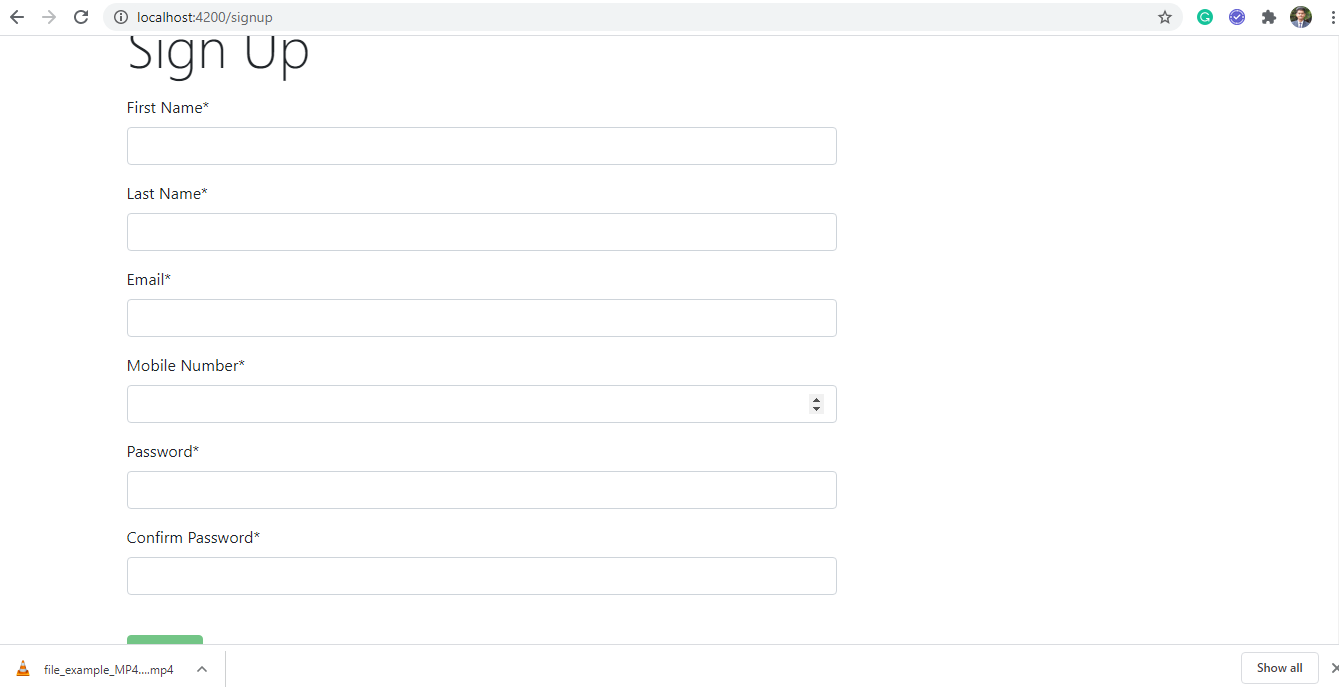 localhost:4200/signup
Sign Up
First Name*
Last Name*
Email*
Mobile Number*
Password*
Confirm Password*
file_example_MP4....mp4
Show all